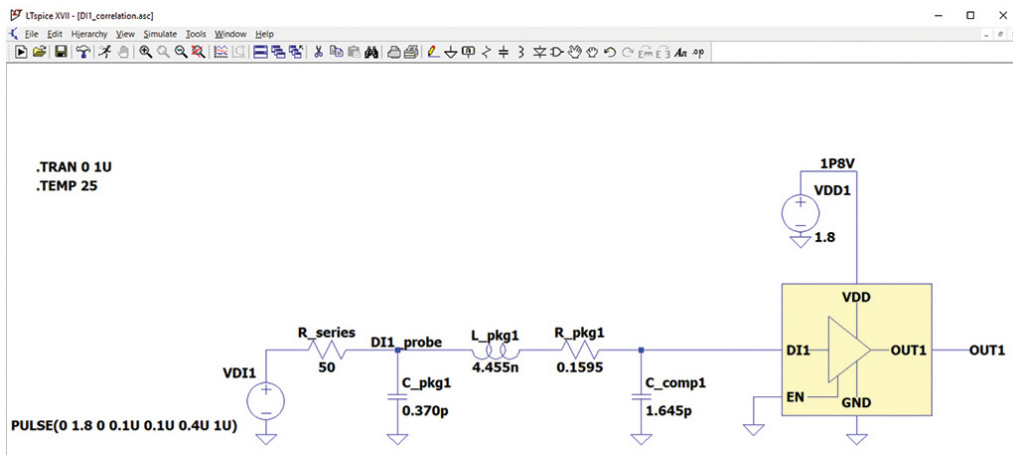 LTspice XVII - [DI1_correlation.asc]
File Edit Hierarchy View Simulate Tools Window Help
Aa .op
.TRAN 0 1U
.TEMP 25
1P8V
VDD1
+
−
1.8
VDD
DI1
OUT1
OUT1
EN
GND
R_series
50
DI1_probe
L_pkg1
4.455n
R_pkg1
0.1595
VDI1
+
−
C_pkg1
0.370p
C_comp1
1.645p
PULSE(0 1.8 0 0.1U 0.1U 0.4U 1U)